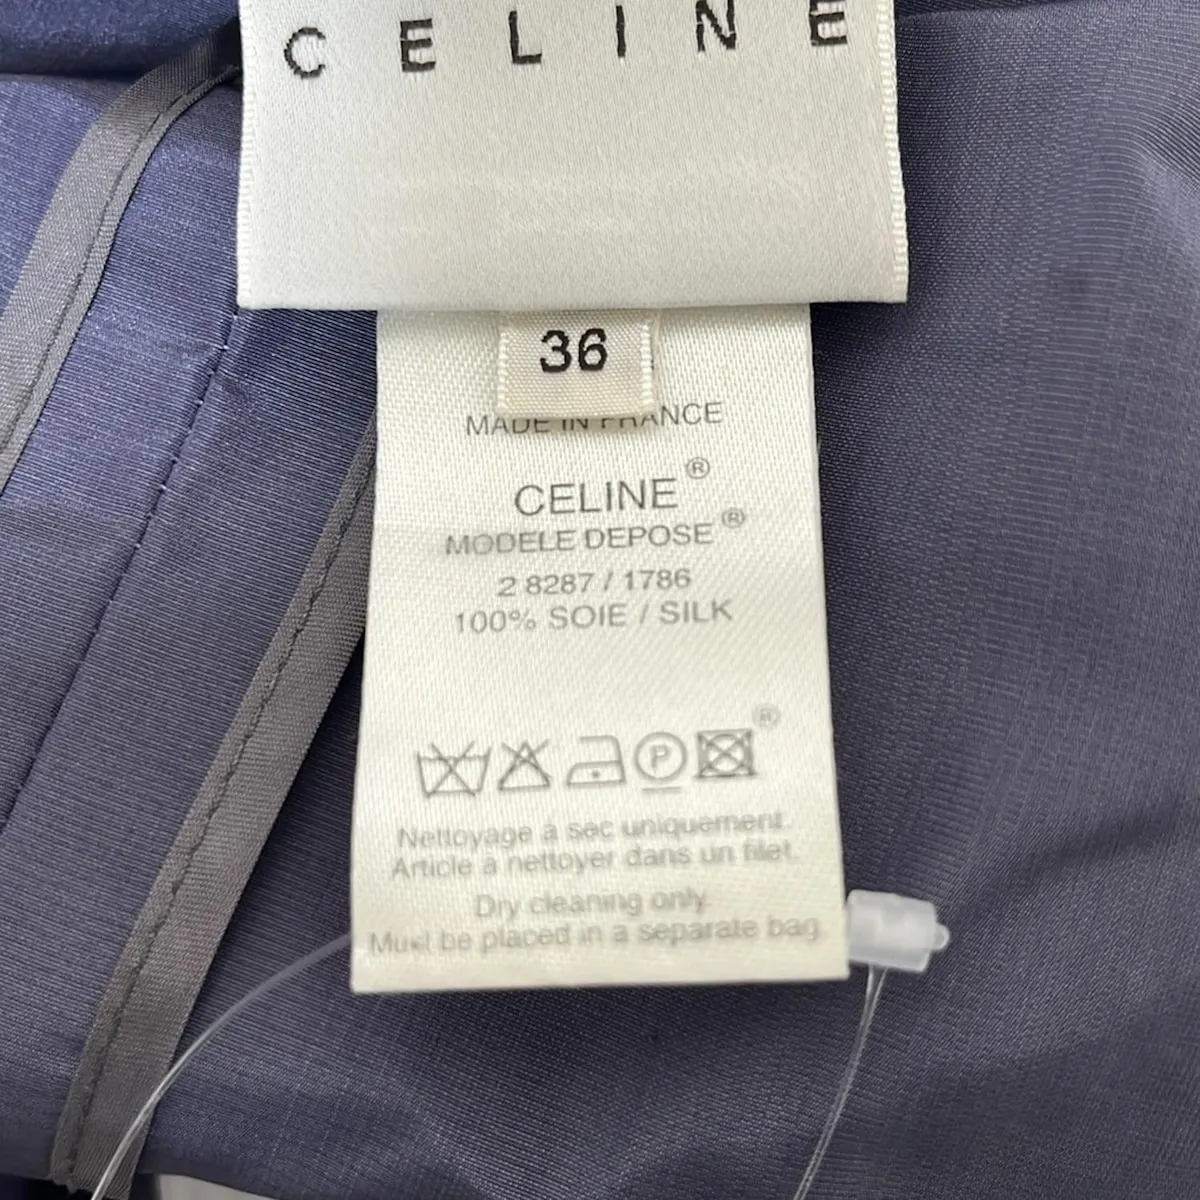 CELINE
36
MADE IN FRANCE
CELINE®
MODELE DEPOSE®
2 8287 / 1786
100% SOIE / SILK
®
P
Nettoyage à sec uniquement.
Article à nettoyer dans un filet.
Dry cleaning only.
Must be placed in a separate bag.